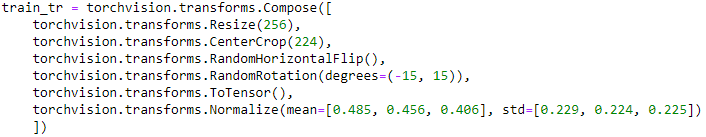 train_tr = torchvision.transforms.Compose([
    torchvision.transforms.Resize(256),
    torchvision.transforms.CenterCrop(224),
    torchvision.transforms.RandomHorizontalFlip(),
    torchvision.transforms.RandomRotation(degrees=(-15, 15)),
    torchvision.transforms.ToTensor(),
    torchvision.transforms.Normalize(mean=[0.485, 0.456, 0.406], std=[0.229, 0.224, 0.225])
    ])